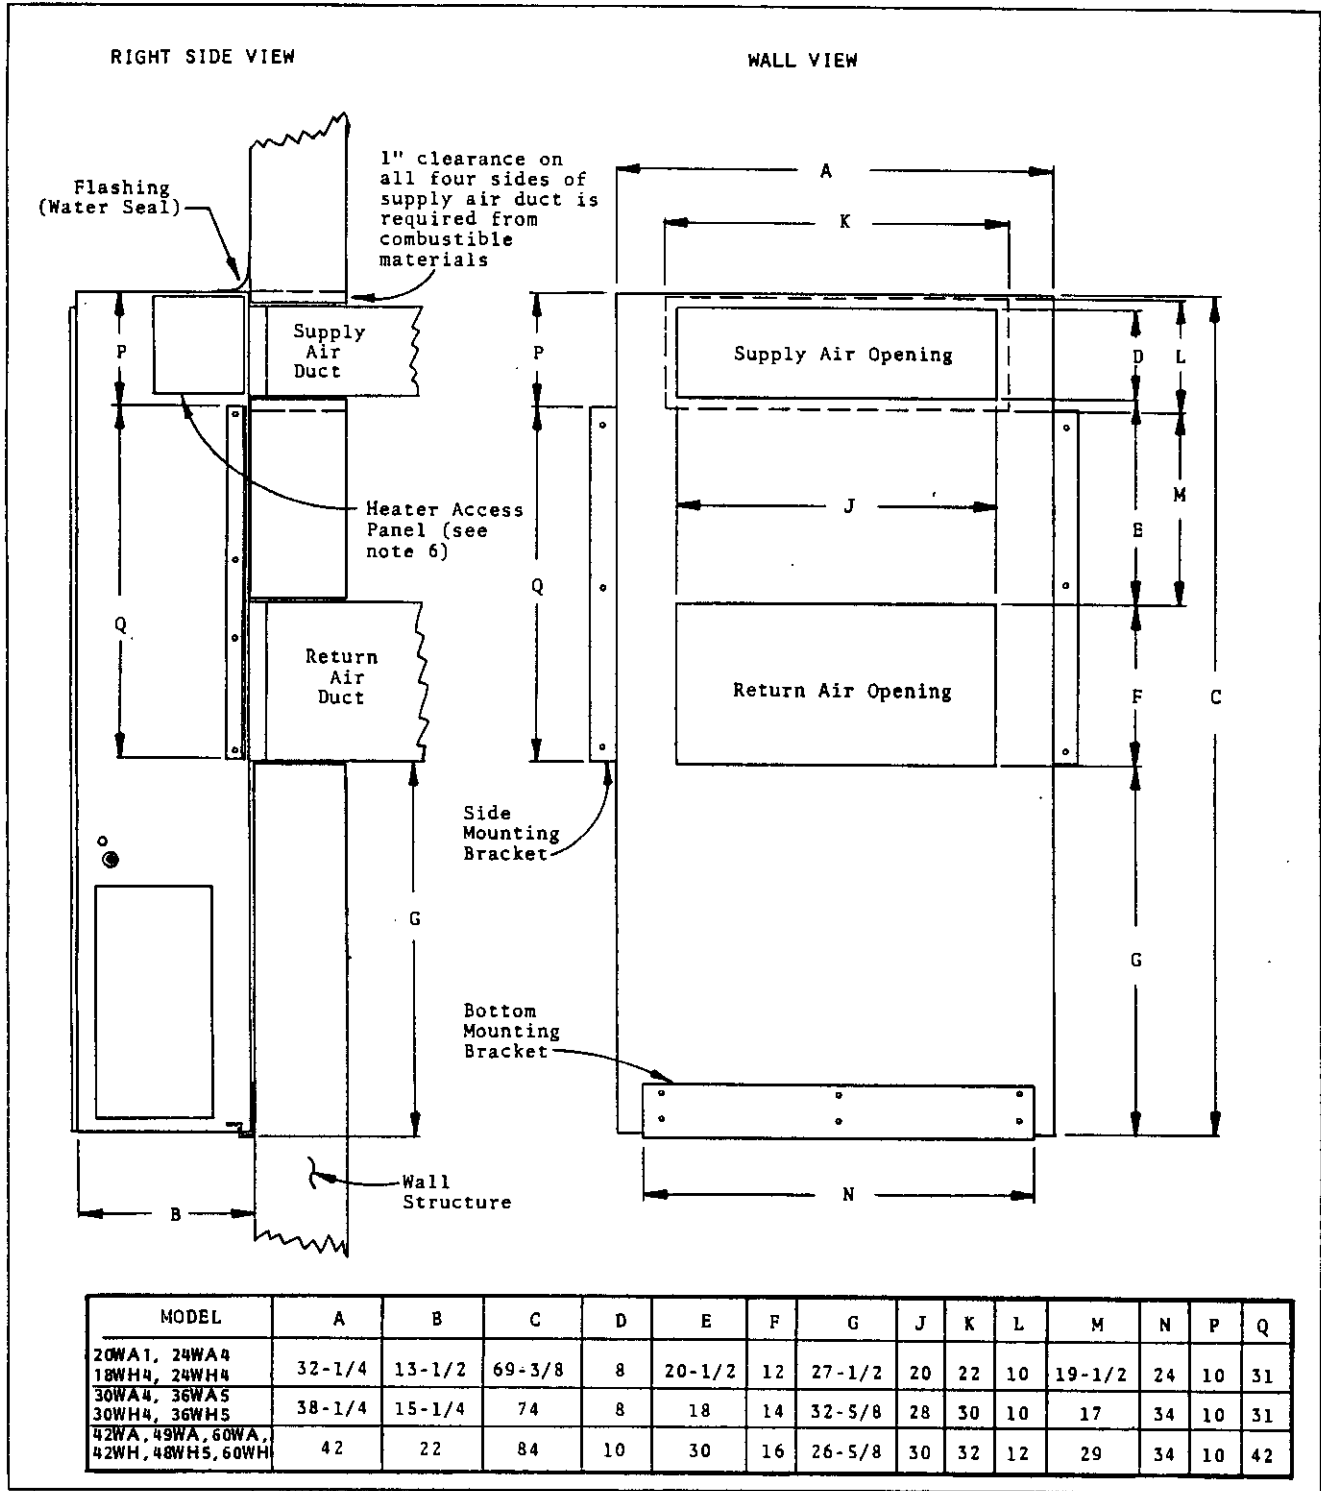 RIGHT SIDE VIEW
WALL VIEW
Flashing
(Water Seal)
1" clearance on
all four sides of
supply air duct is
required from
combustible
materials
A
K
P
Supply
Air
Duct
P
Supply Air Opening
D
L
Q
Heater Access
Panel (see
note 6)
Q
J
E
M
Return
Air
Duct
Return Air Opening
F
C
Side
Mounting
Bracket
G
G
Bottom
Mounting
Bracket
Wall
Structure
B
N
MODEL A B C D E F G J K L M N P Q
20WA1, 24WA4
18WH4, 24WH4 32-1/4 13-1/2 69-3/8 8 20-1/2 12 27-1/2 20 22 10 19-1/2 24 10 31
30WA4, 36WA5
30WH4, 36WH5 38-1/4 15-1/4 74 8 18 14 32-5/8 28 30 10 17 34 10 31
42WA, 49WA, 60WA,
42WH, 48WH5, 60WH 42 22 84 10 30 16 26-5/8 30 32 12 29 34 10 42